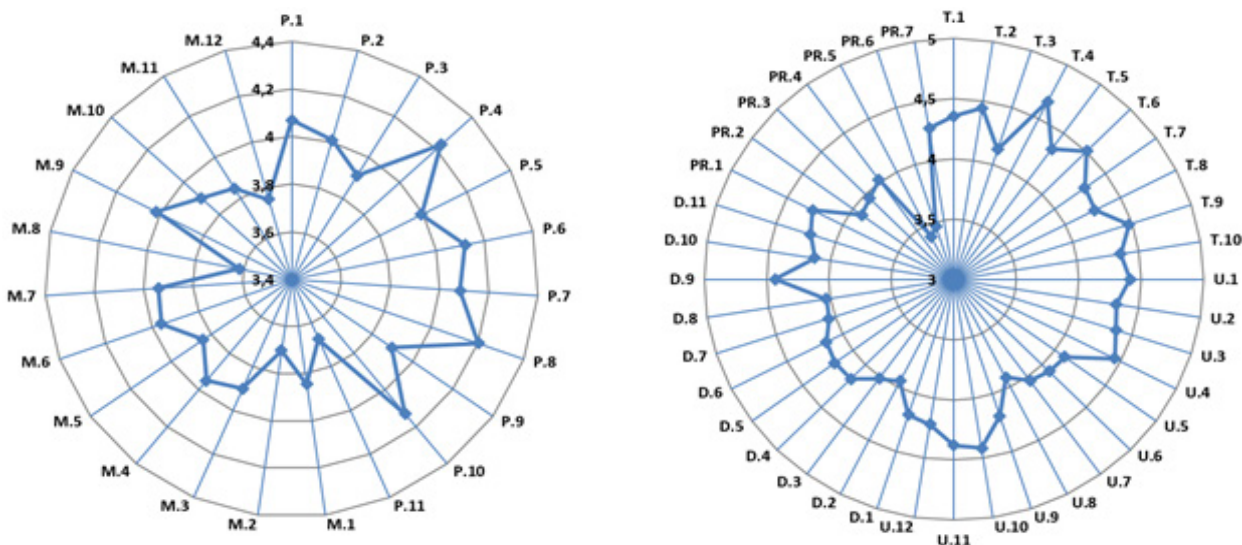 P.1
P.2
P.3
P.4
P.5
P.6
P.7
P.8
P.9
P.10
P.11
M.1
M.2
M.3
M.4
M.5
M.6
M.7
M.8
M.9
M.10
M.11
M.12
4,4
4,2
4
3,8
3,6
3,4
T.1
T.2
T.3
T.4
T.5
T.6
T.7
T.8
T.9
T.10
U.1
U.2
U.3
U.4
U.5
U.6
U.7
U.8
U.9
U.10
U.11
U.12
D.1
D.2
D.3
D.4
D.5
D.6
D.7
D.8
D.9
D.10
D.11
PR.1
PR.2
PR.3
PR.4
PR.5
PR.6
PR.7
5
4,5
4
3,5
3